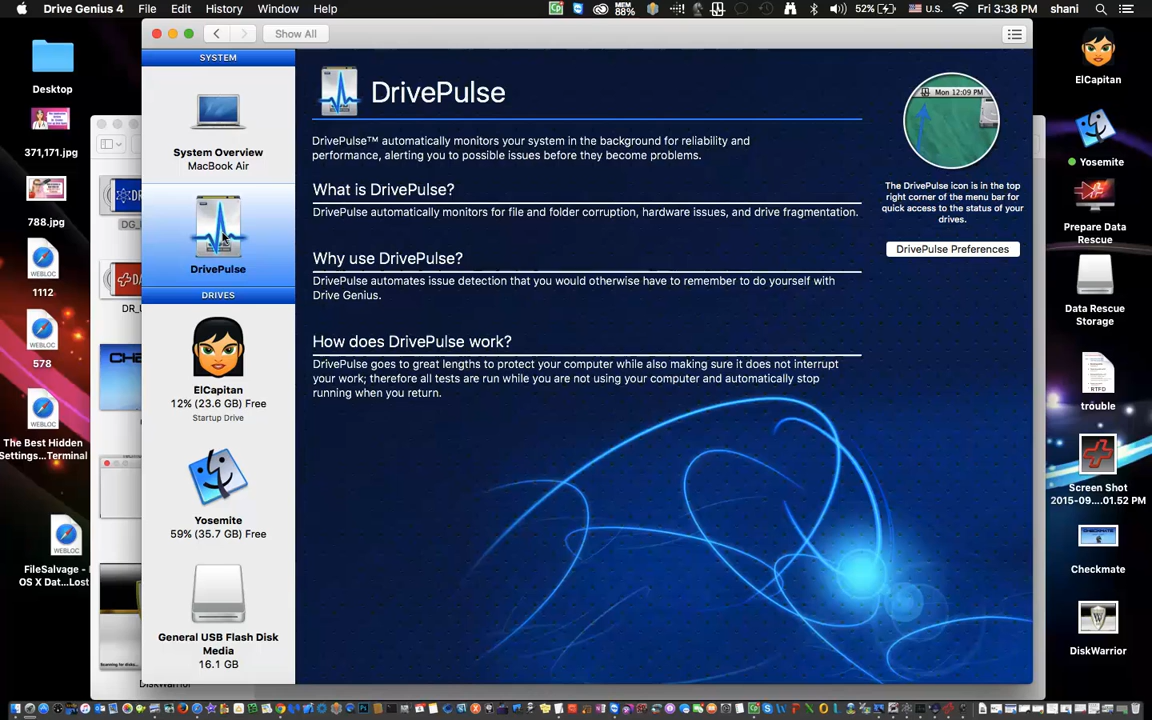 Drive Genius 4 File Edit History Window Help
MEM 88%
52%
U.S.
Fri 3:38 PM shani
Show All
SYSTEM
System Overview
MacBook Air
DrivePulse
DRIVES
ElCapitan
12% (23.6 GB) Free
Startup Drive
Yosemite
59% (35.7 GB) Free
General USB Flash Disk
Media
16.1 GB
DrivePulse
DrivePulse™ automatically monitors your system in the background for reliability and
performance, alerting you to possible issues before they become problems.
What is DrivePulse?
DrivePulse automatically monitors for file and folder corruption, hardware issues, and drive fragmentation.
Why use DrivePulse?
DrivePulse automates issue detection that you would otherwise have to remember to do yourself with
Drive Genius.
How does DrivePulse work?
DrivePulse goes to great lengths to protect your computer while also making sure it does not interrupt
your work; therefore all tests are run while you are not using your computer and automatically stop
running when you return.
Mon 12:09 PM
The DrivePulse icon is in the top
right corner of the menu bar for
quick access to the status of your
drives.
DrivePulse Preferences
Desktop
371,171.jpg
788.jpg
WEBLOC
1112
WEBLOC
578
WEBLOC
The Best Hidden
Settings...Terminal
WEBLOC
FileSalvage -
OS X Dat...Lost
DiskWarrior
ElCapitan
Yosemite
Prepare Data
Rescue
Data Rescue
Storage
RTFD
trouble
Screen Shot
2015-09....01.52 PM
Checkmate
DiskWarrior